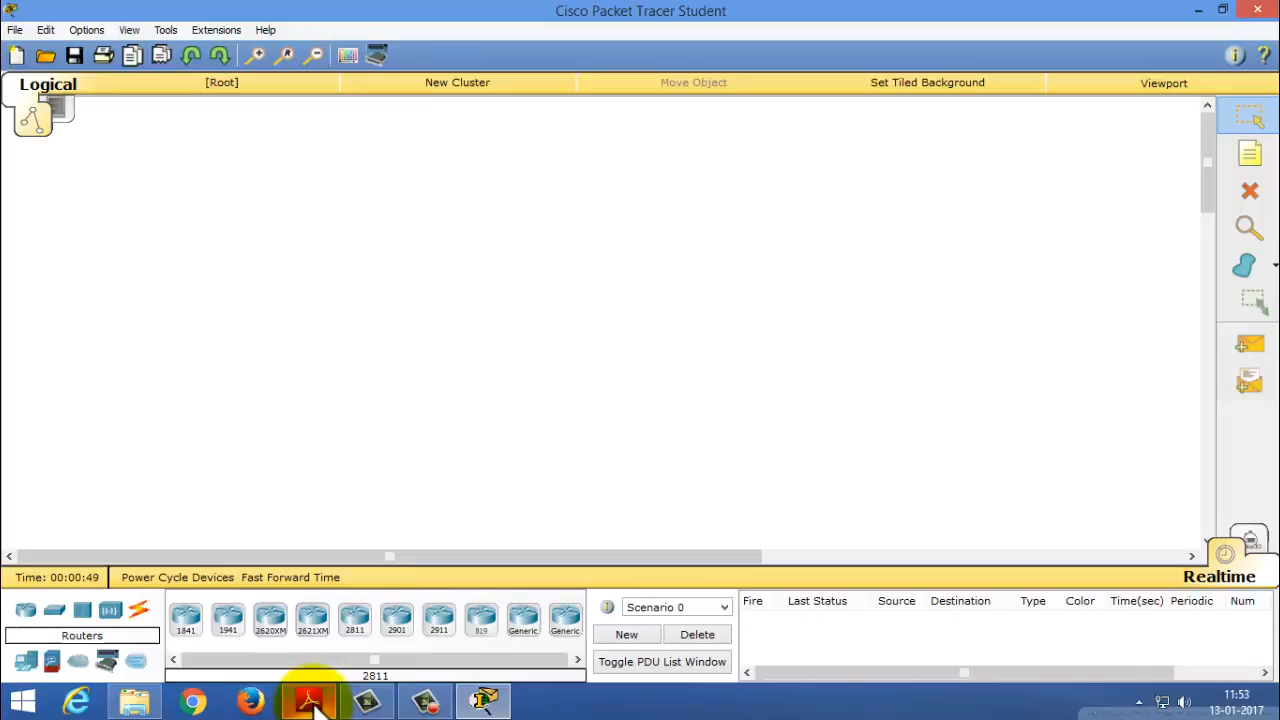 Cisco Packet Tracer Student
File Edit Options View Tools Extensions Help
Logical [Root] New Cluster Move Object Set Tiled Background Viewport
Time: 00:00:49 Power Cycle Devices Fast Forward Time Realtime
Routers
1841 1941 2620XM 2621XM 2811 2901 2911 819 Generic Generic
2811
Scenario 0
New Delete
Toggle PDU List Window
Fire Last Status Source Destination Type Color Time(sec) Periodic Num
11:53
13-01-2017